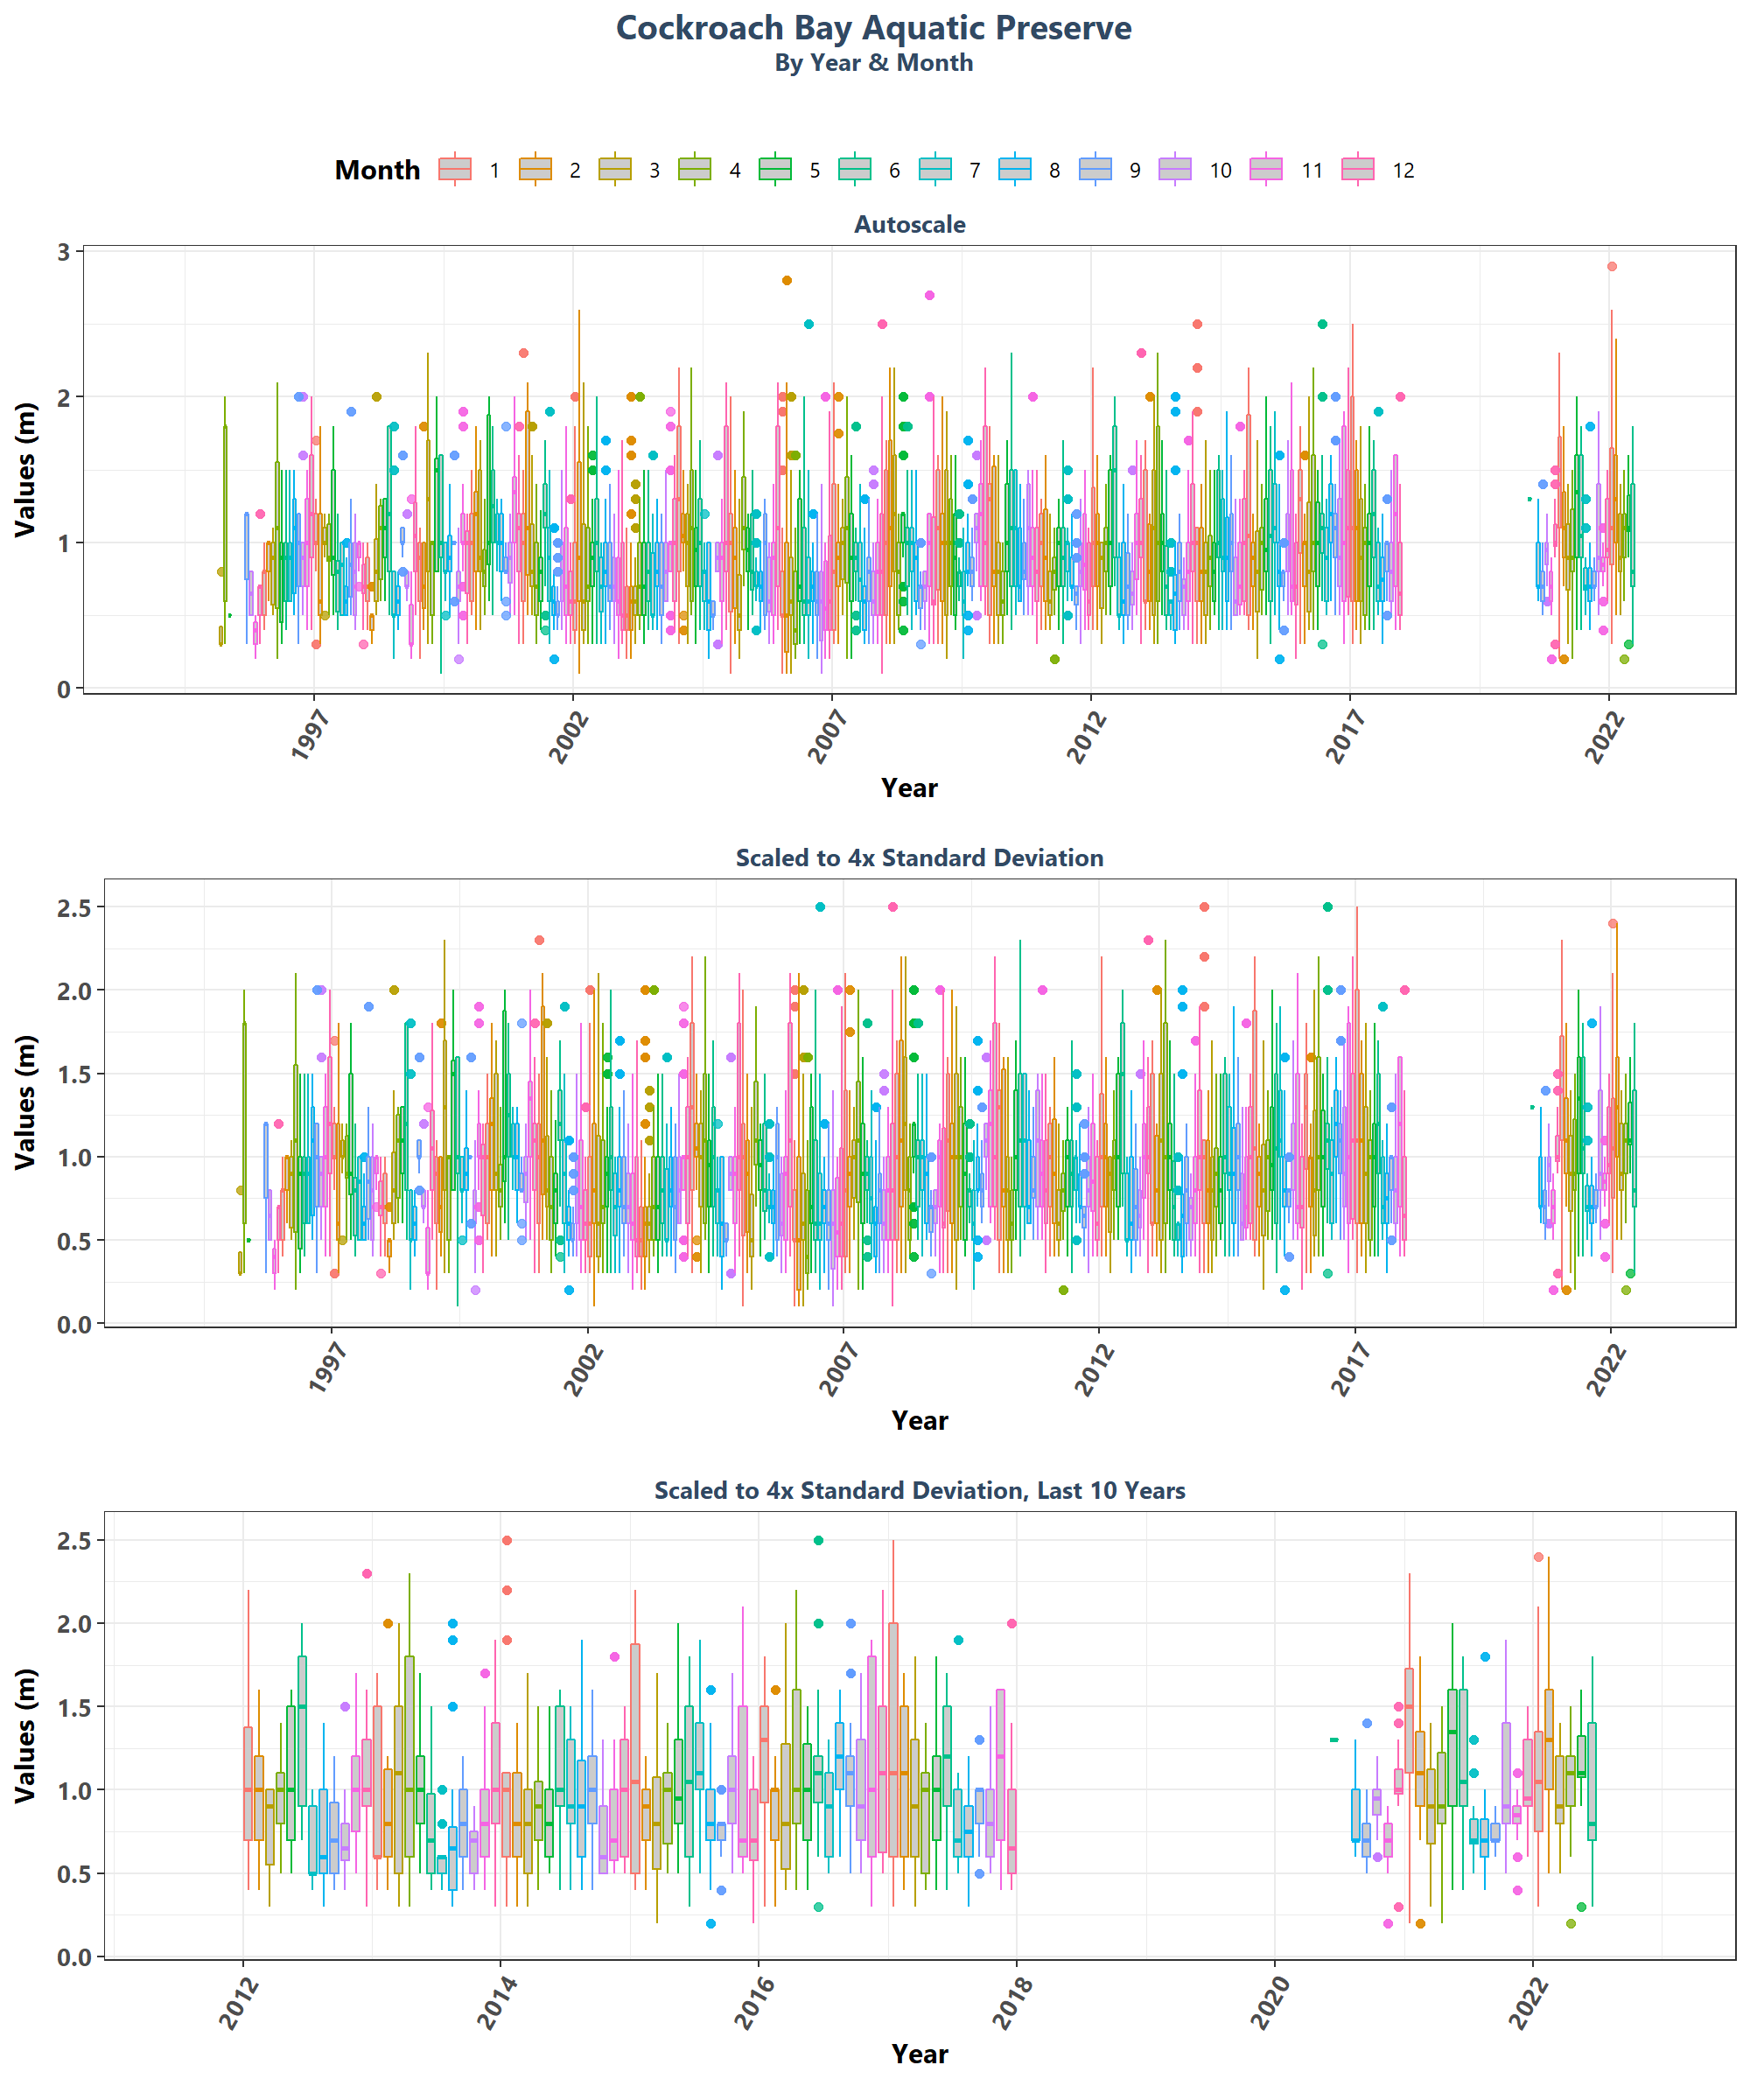 Cockroach Bay Aquatic Preserve
By Year & Month
Month 1 2 3 4 5 6 7 8 9 10 11 12
Autoscale
Values (m)
3
2
1
0
1997 2002 2007 2012 2017 2022
Year
Scaled to 4x Standard Deviation
Values (m)
2.5
2.0
1.5
1.0
0.5
0.0
1997 2002 2007 2012 2017 2022
Year
Scaled to 4x Standard Deviation, Last 10 Years
Values (m)
2.5
2.0
1.5
1.0
0.5
0.0
2012 2014 2016 2018 2020 2022
Year